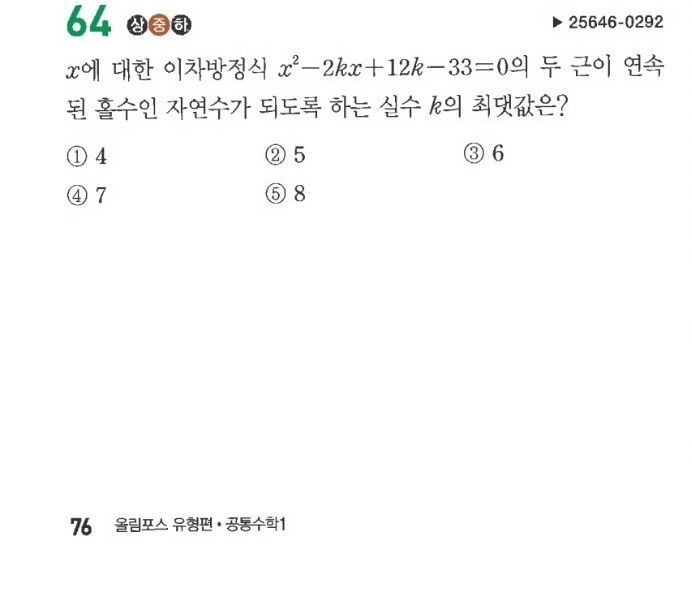 64 상중하 ▶ 25646-0292
x에 대한 이차방정식 x²-2kx+12k-33=0의 두 근이 연속
된 홀수인 자연수가 되도록 하는 실수 k의 최댓값은?
① 4 ② 5 ③ 6
④ 7 ⑤ 8
76 올림포스 유형편 • 공통수학1